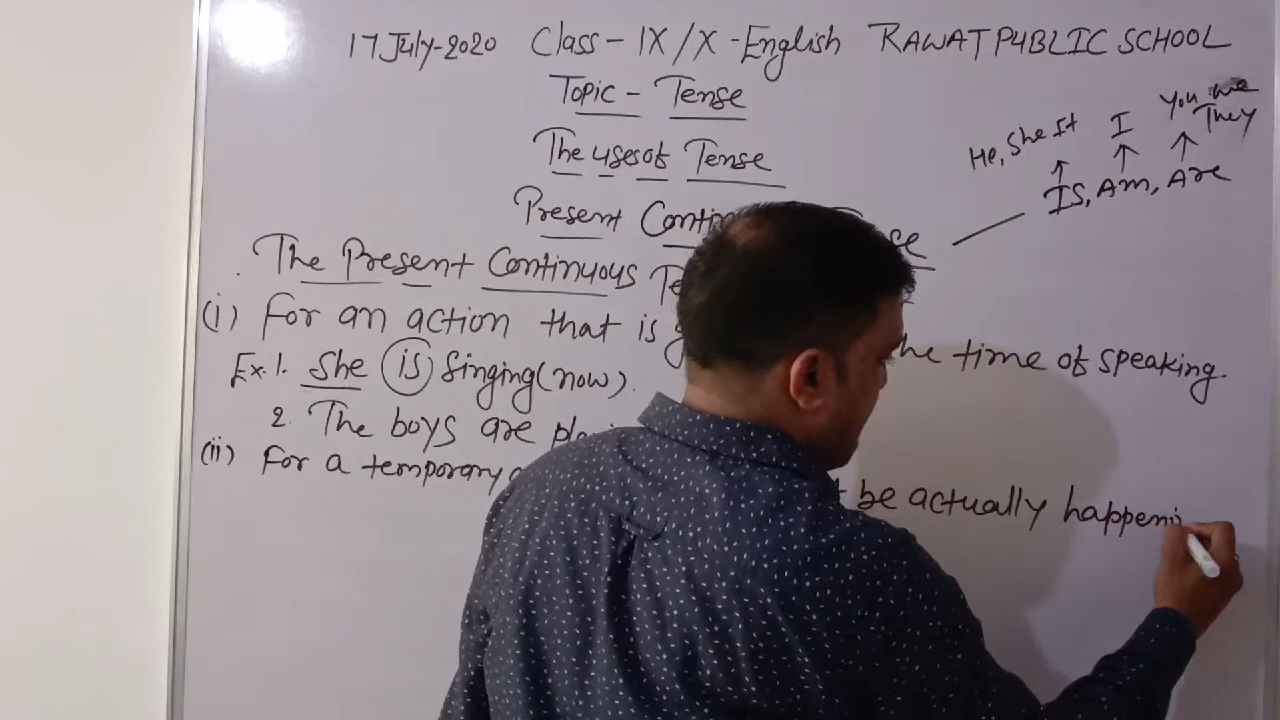 17 July-2020 Class - IX/X - English RAWAT PUBLIC SCHOOL
Topic - Tense
The uses of Tense
You we
They
He, She It I
IS, Am, Are
Present
The Present Continuous
(i) For an action that is the time of speaking.
Ex. 1. She is Singing (now).
2. The boys are
(ii) For a temporary be actually happeni